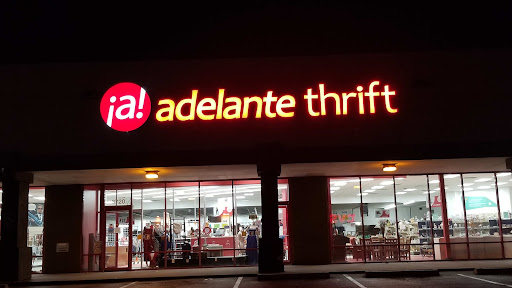 ¡a! adelante thrift